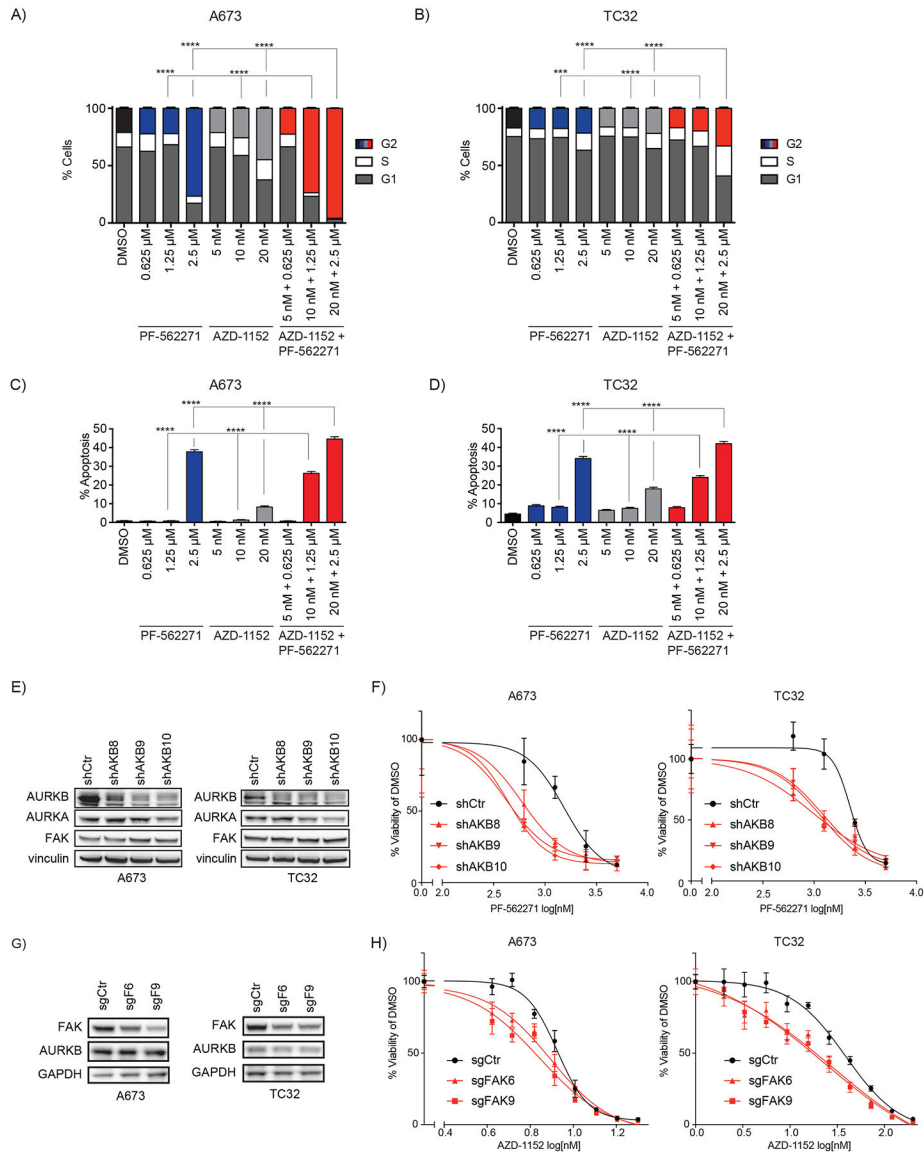 A)
A673
****
****
****
****
% Cells
100
50
0
G2
S
G1
DMSO
0.625 µM
1.25 µM
2.5 µM
5 nM
10 nM
20 nM
5 nM + 0.625 µM
10 nM + 1.25 µM
20 nM + 2.5 µM
PF-562271
AZD-1152
AZD-1152 +
PF-562271
B)
TC32
****
****
***
****
% Cells
100
50
0
G2
S
G1
DMSO
0.625 µM
1.25 µM
2.5 µM
5 nM
10 nM
20 nM
5 nM + 0.625 µM
10 nM + 1.25 µM
20 nM + 2.5 µM
PF-562271
AZD-1152
AZD-1152 +
PF-562271
C)
A673
****
****
****
****
% Apoptosis
50
40
30
20
10
0
DMSO
0.625 µM
1.25 µM
2.5 µM
5 nM
10 nM
20 nM
5 nM + 0.625 µM
10 nM + 1.25 µM
20 nM + 2.5 µM
PF-562271
AZD-1152
AZD-1152 +
PF-562271
D)
TC32
****
****
****
****
% Apoptosis
50
40
30
20
10
0
DMSO
0.625 µM
1.25 µM
2.5 µM
5 nM
10 nM
20 nM
5 nM + 0.625 µM
10 nM + 1.25 µM
20 nM + 2.5 µM
PF-562271
AZD-1152
AZD-1152 +
PF-562271
E)
shCtr
shAKB8
shAKB9
shAKB10
AURKB
AURKA
FAK
vinculin
A673
shCtr
shAKB8
shAKB9
shAKB10
AURKB
AURKA
FAK
vinculin
TC32
F)
A673
% Viability of DMSO
100
50
0
shCtr
shAKB8
shAKB9
shAKB10
0.0 2.0 2.5 3.0 3.5 4.0
PF-562271 log[nM]
TC32
% Viability of DMSO
100
50
0
shCtr
shAKB8
shAKB9
shAKB10
0.0 2.0 2.5 3.0 3.5 4.0
PF-562271 log[nM]
G)
sgCtr
sgF6
sgF9
FAK
AURKB
GAPDH
A673
sgCtr
sgF6
sgF9
FAK
AURKB
GAPDH
TC32
H)
A673
% Viability of DMSO
100
50
0
sgCtr
sgFAK6
sgFAK9
0.4 0.6 0.8 1.0 1.2
AZD-1152 log[nM]
TC32
% Viability of DMSO
100
50
0
sgCtr
sgFAK6
sgFAK9
0.0 0.5 1.0 1.5 2.0
AZD-1152 log[nM]